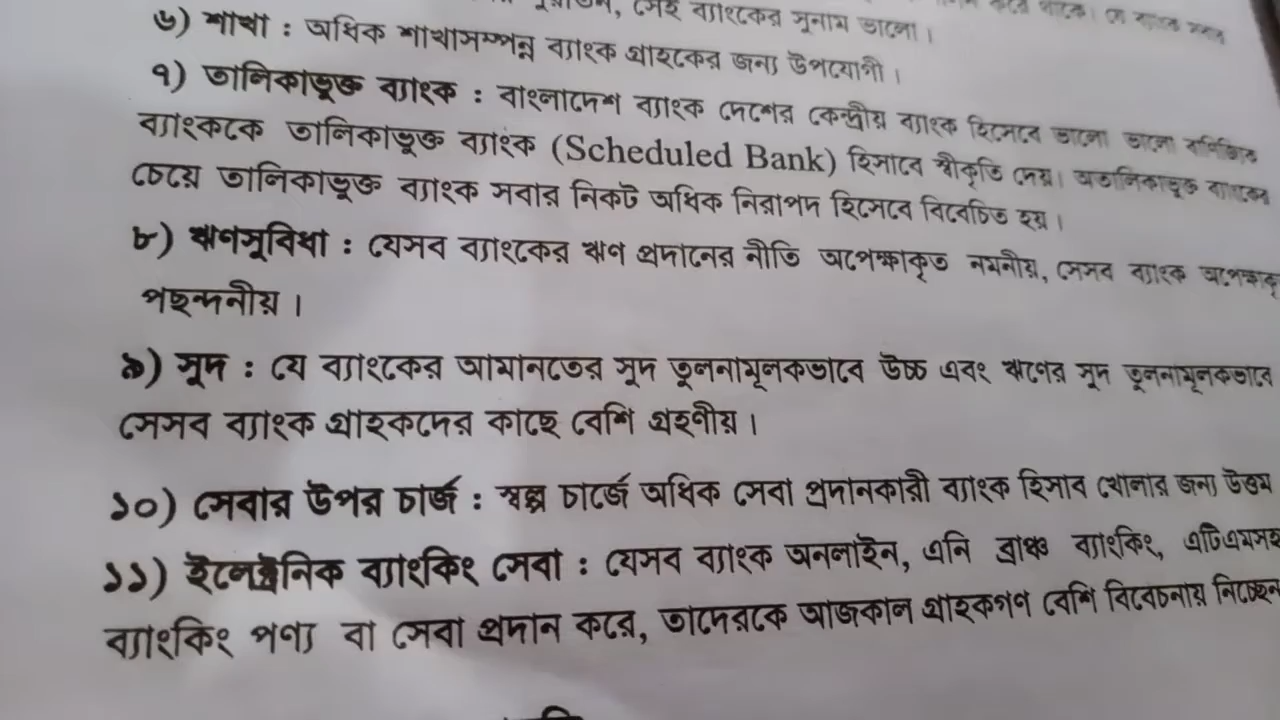 সেই ব্যাংকের সুনাম ভালো।
৬) শাখা : অধিক শাখাসম্পন্ন ব্যাংক গ্রাহকের জন্য উপযোগী।
৭) তালিকাভুক্ত ব্যাংক : বাংলাদেশ ব্যাংক দেশের কেন্দ্রীয় ব্যাংক হিসেবে ভালো ভালো বাণিজ্যিক
ব্যাংককে তালিকাভুক্ত ব্যাংক (Scheduled Bank) হিসাবে স্বীকৃতি দেয়। অতালিকাভুক্ত ব্যাংকের
চেয়ে তালিকাভুক্ত ব্যাংক সবার নিকট অধিক নিরাপদ হিসেবে বিবেচিত হয়।
৮) ঋণসুবিধা : যেসব ব্যাংকের ঋণ প্রদানের নীতি অপেক্ষাকৃত নমনীয়, সেসব ব্যাংক
পছন্দনীয়।
৯) সুদ : যে ব্যাংকের আমানতের সুদ তুলনামূলকভাবে উচ্চ এবং ঋণের সুদ তুলনামূলকভাবে
সেসব ব্যাংক গ্রাহকদের কাছে বেশি গ্রহণীয়।
১০) সেবার উপর চার্জ : স্বল্প চার্জে অধিক সেবা প্রদানকারী ব্যাংক হিসাব খোলার জন্য উত্তম
১১) ইলেক্ট্রনিক ব্যাংকিং সেবা : যেসব ব্যাংক অনলাইন, এনি ব্রাঞ্চ ব্যাংকিং, এটিএমসহ
ব্যাংকিং পণ্য বা সেবা প্রদান করে, তাদেরকে আজকাল গ্রাহকগণ বেশি বিবেচনায় নিচ্ছেন